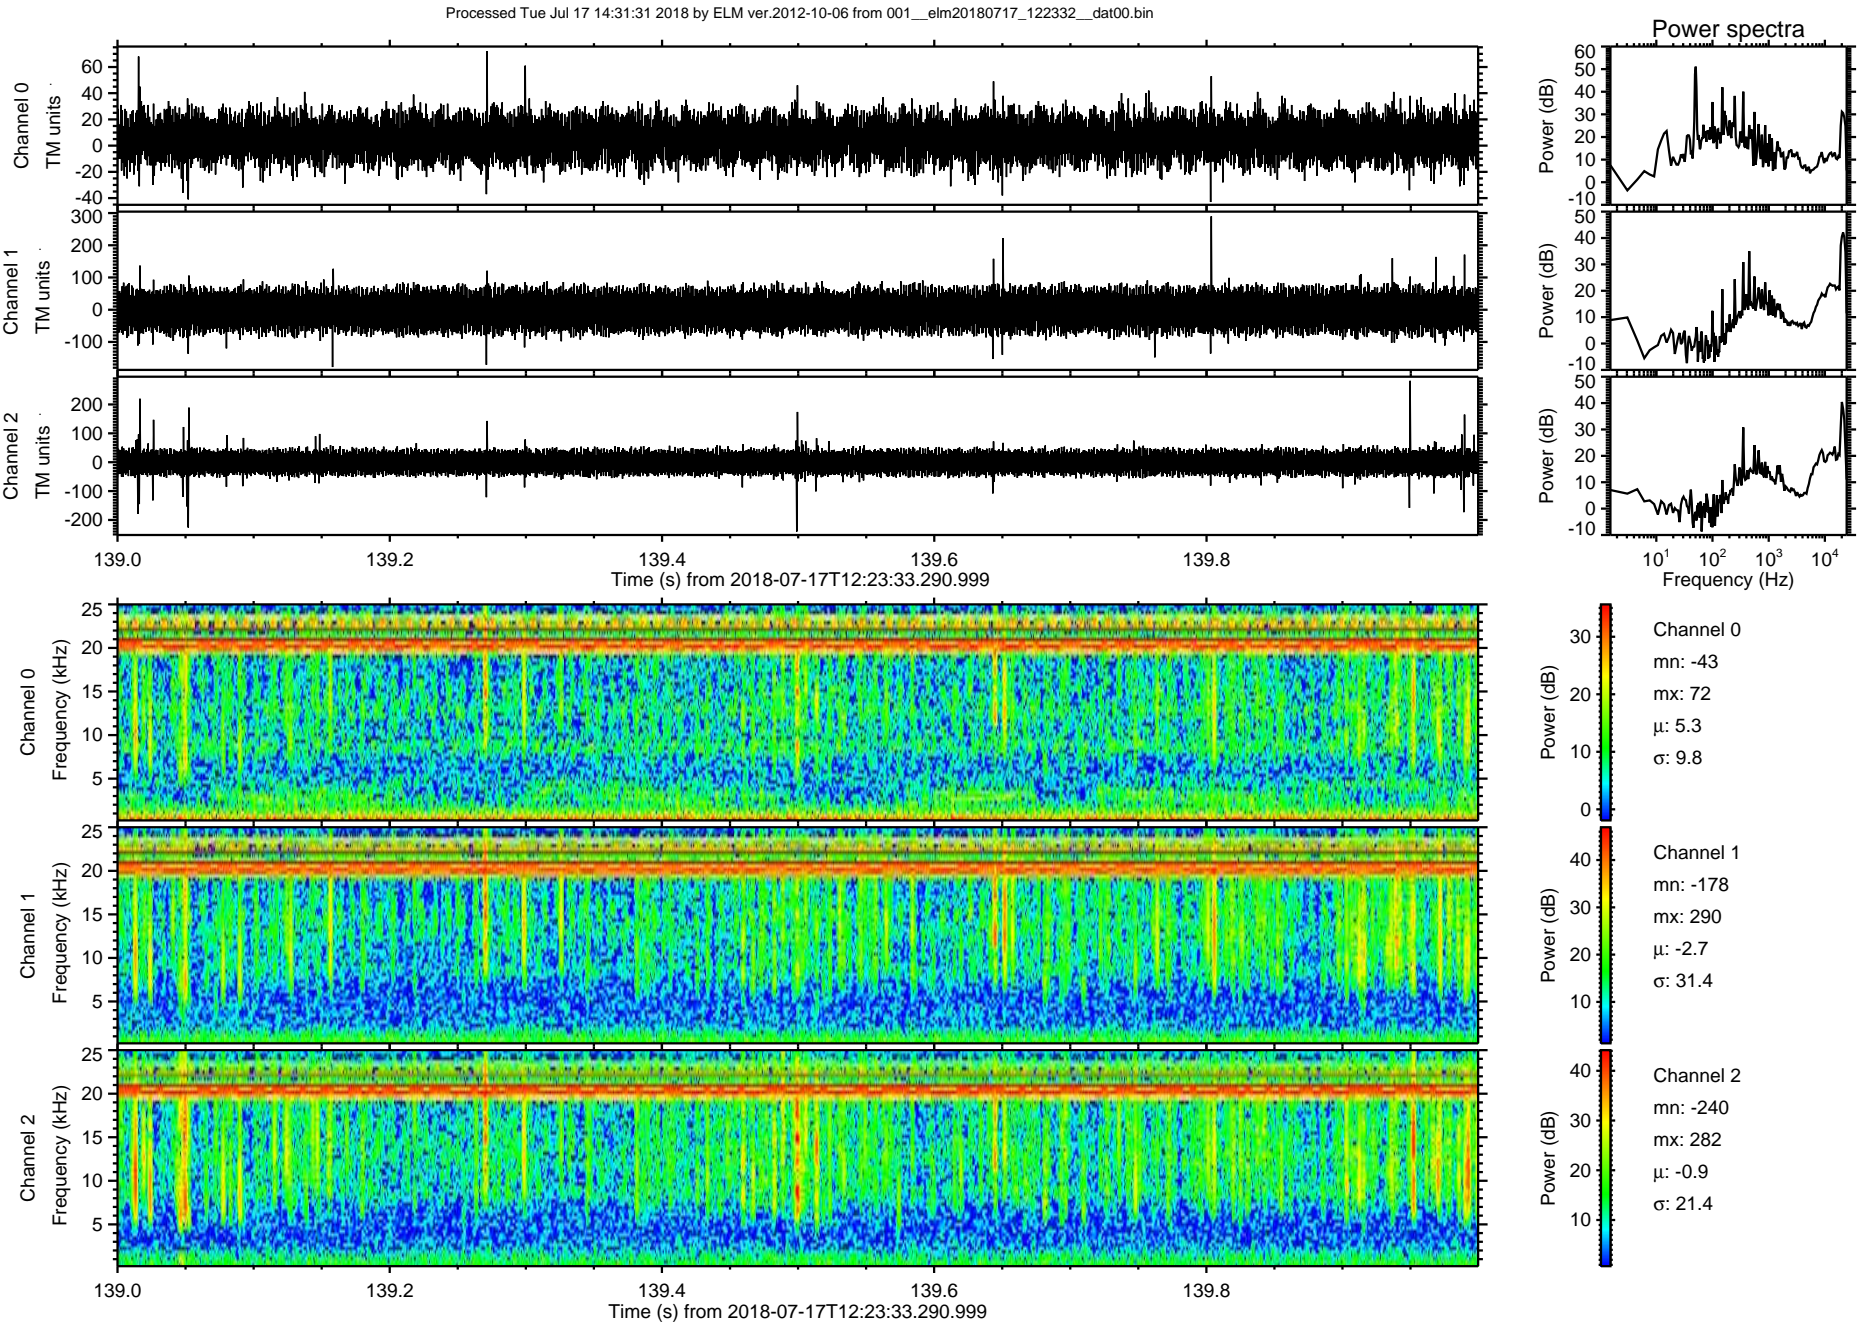 Processed Tue Jul 17 14:31:31 2018 by ELM ver.2012-10-06 from 001__elm20180717_122332__dat00.bin
Power spectra
Channel 0
TM units
60
40
20
0
-20
-40
Power (dB)
60
50
40
30
20
10
0
-10
Channel 1
TM units
300
200
100
0
-100
Power (dB)
50
40
30
20
10
0
-10
Channel 2
TM units
200
100
0
-100
-200
Power (dB)
50
40
30
20
10
0
-10
139.0 139.2 139.4 139.6 139.8
Time (s) from 2018-07-17T12:23:33.290.999
10^1 10^2 10^3 10^4
Frequency (Hz)
Channel 0
Frequency (kHz)
25
20
15
10
5
Power (dB)
30
20
10
0
Channel 0
mn: -43
mx: 72
μ: 5.3
σ: 9.8
Channel 1
Frequency (kHz)
25
20
15
10
5
Power (dB)
40
30
20
10
Channel 1
mn: -178
mx: 290
μ: -2.7
σ: 31.4
Channel 2
Frequency (kHz)
25
20
15
10
5
Power (dB)
40
30
20
10
Channel 2
mn: -240
mx: 282
μ: -0.9
σ: 21.4
139.0 139.2 139.4 139.6 139.8
Time (s) from 2018-07-17T12:23:33.290.999